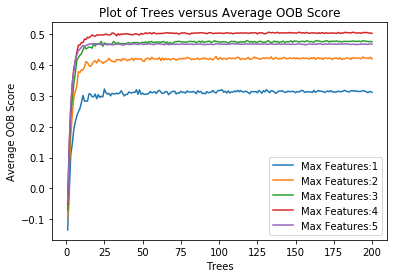 Plot of Trees versus Average OOB Score
Average OOB Score
0.5
0.4
0.3
0.2
0.1
0.0
−0.1
0
25
50
75
100
125
150
175
200
Trees
Max Features:1
Max Features:2
Max Features:3
Max Features:4
Max Features:5